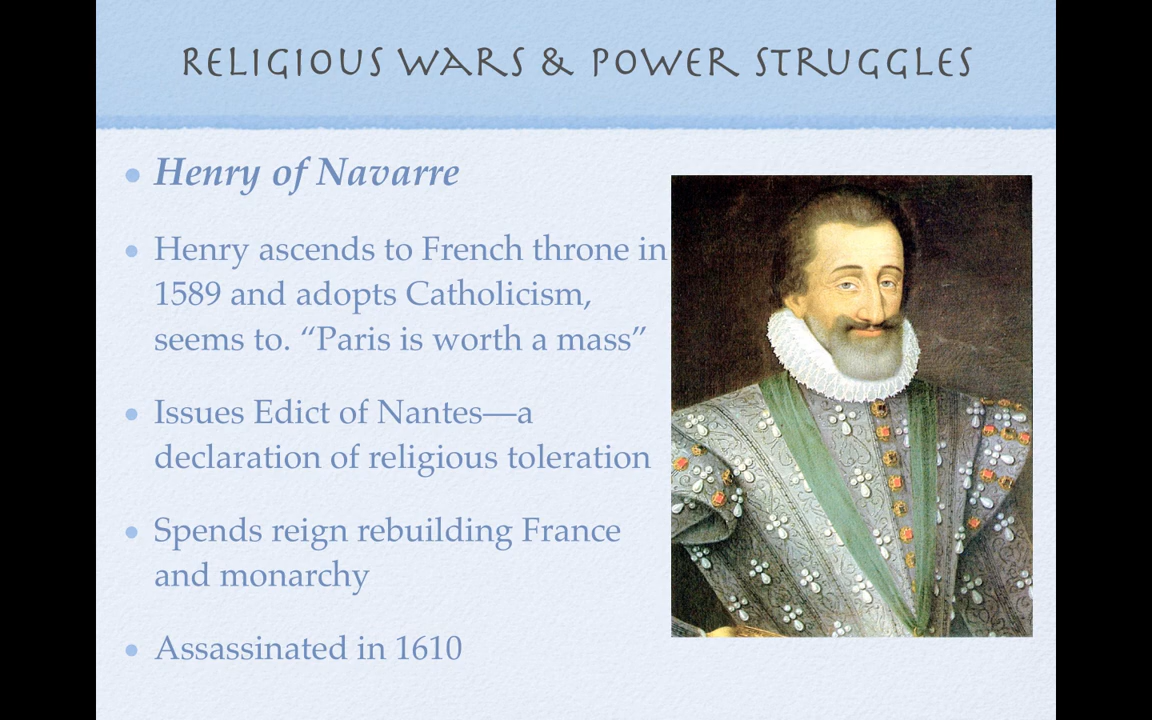 RELIGIOUS WARS & POWER STRUGGLES
• Henry of Navarre
• Henry ascends to French throne in
1589 and adopts Catholicism,
seems to. “Paris is worth a mass”
• Issues Edict of Nantes—a
declaration of religious toleration
• Spends reign rebuilding France
and monarchy
• Assassinated in 1610